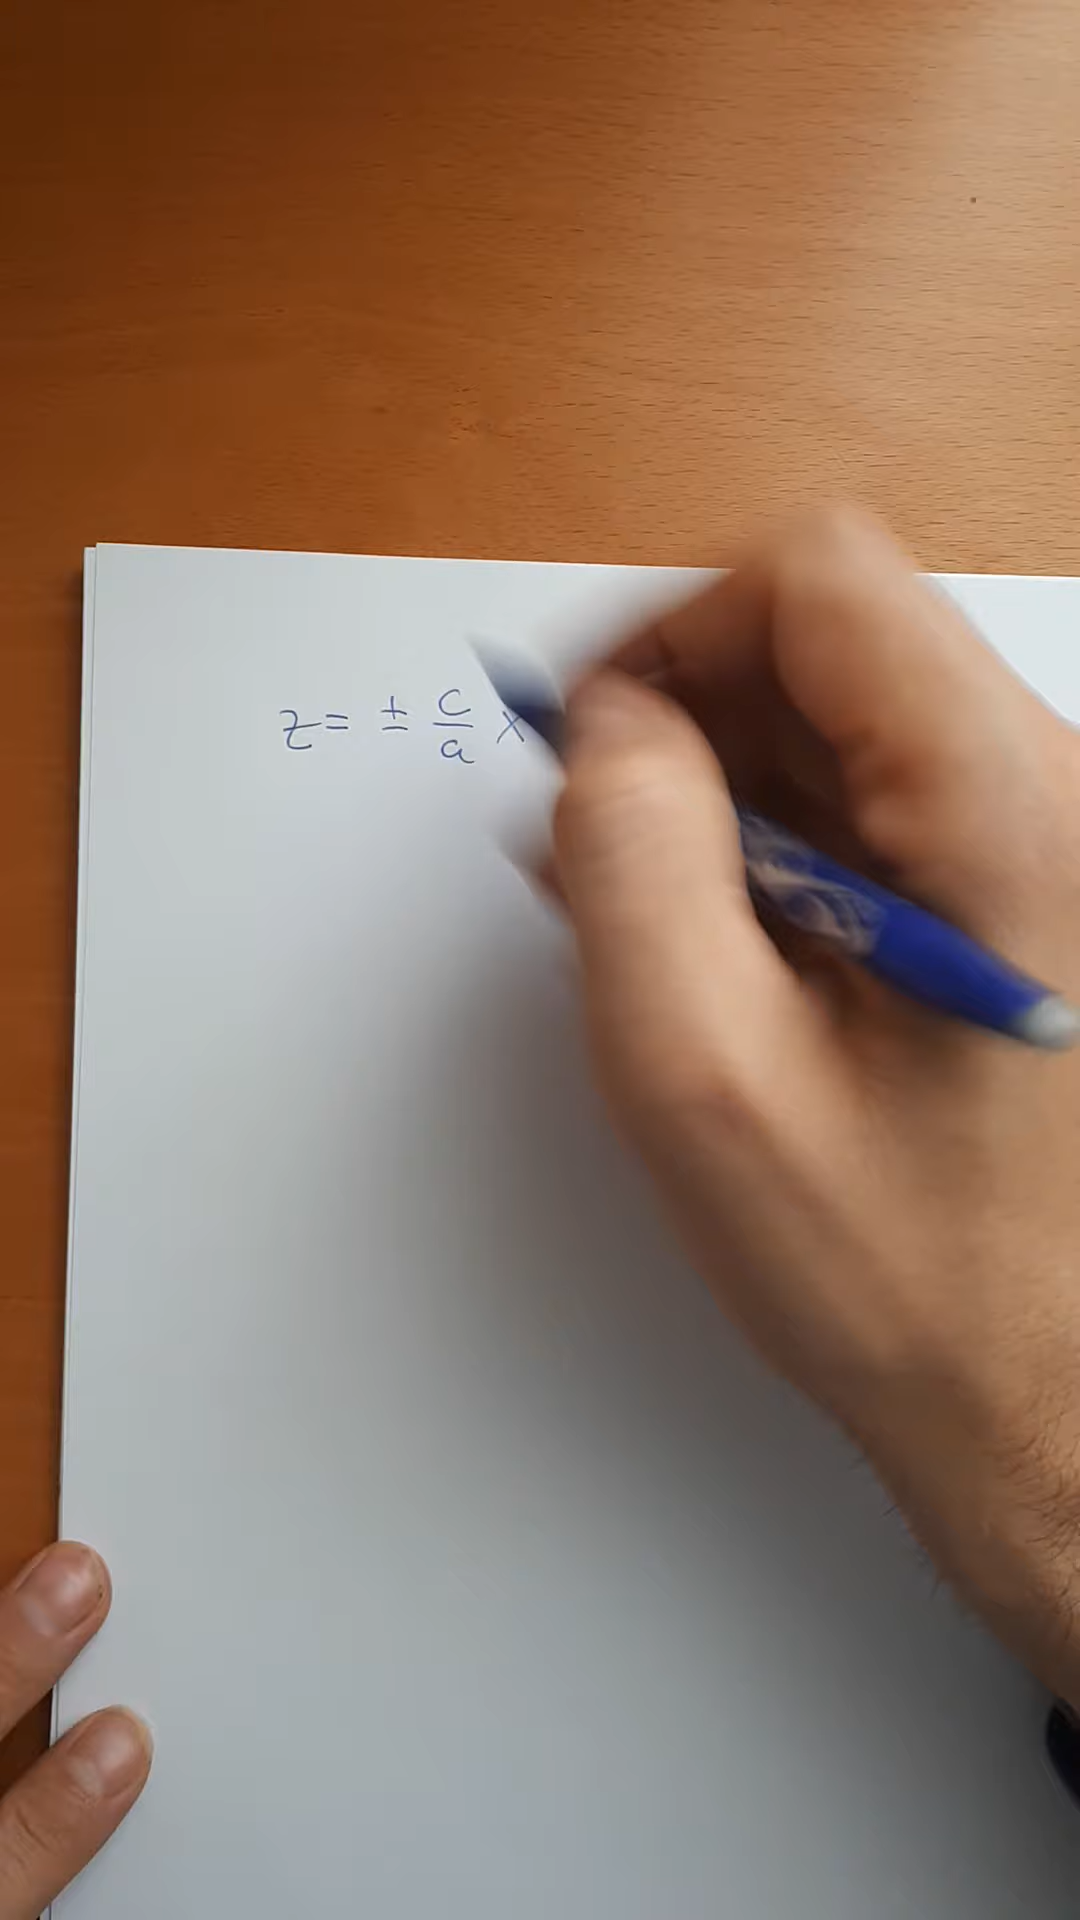 z = ± c/a x